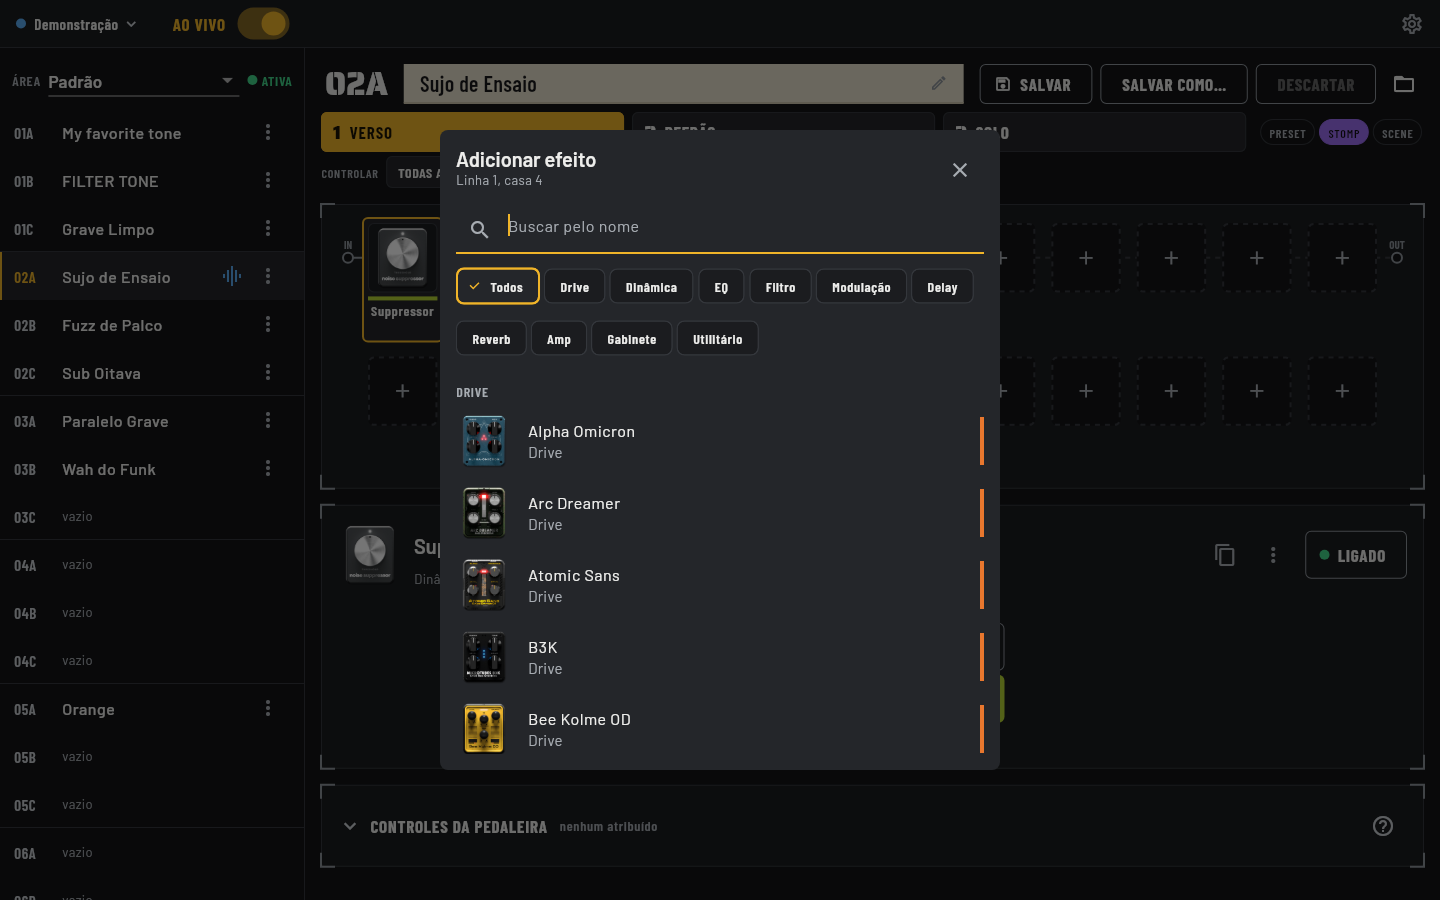 Demonstração
AO VIVO
ÁREA Padrão ATIVA
01A My favorite tone
01B FILTER TONE
01C Grave Limpo
02A Sujo de Ensaio
02B Fuzz de Palco
02C Sub Oitava
03A Paralelo Grave
03B Wah do Funk
03C vazio
04A vazio
04B vazio
04C vazio
05A Orange
05B vazio
05C vazio
06A vazio
02A Sujo de Ensaio SALVAR SALVAR COMO... DESCARTAR
1 VERSO
PRESET STOMP SCENE
CONTROLAR TODAS A
IN
OUT
Suppressor
Adicionar efeito
Linha 1, casa 4
Buscar pelo nome
Todos Drive Dinâmica EQ Filtro Modulação Delay
Reverb Amp Gabinete Utilitário
DRIVE
Alpha Omicron
Drive
Arc Dreamer
Drive
Atomic Sans
Drive
B3K
Drive
Bee Kolme OD
Drive
Sup
Dinâ
LIGADO
CONTROLES DA PEDALEIRA nenhum atribuído